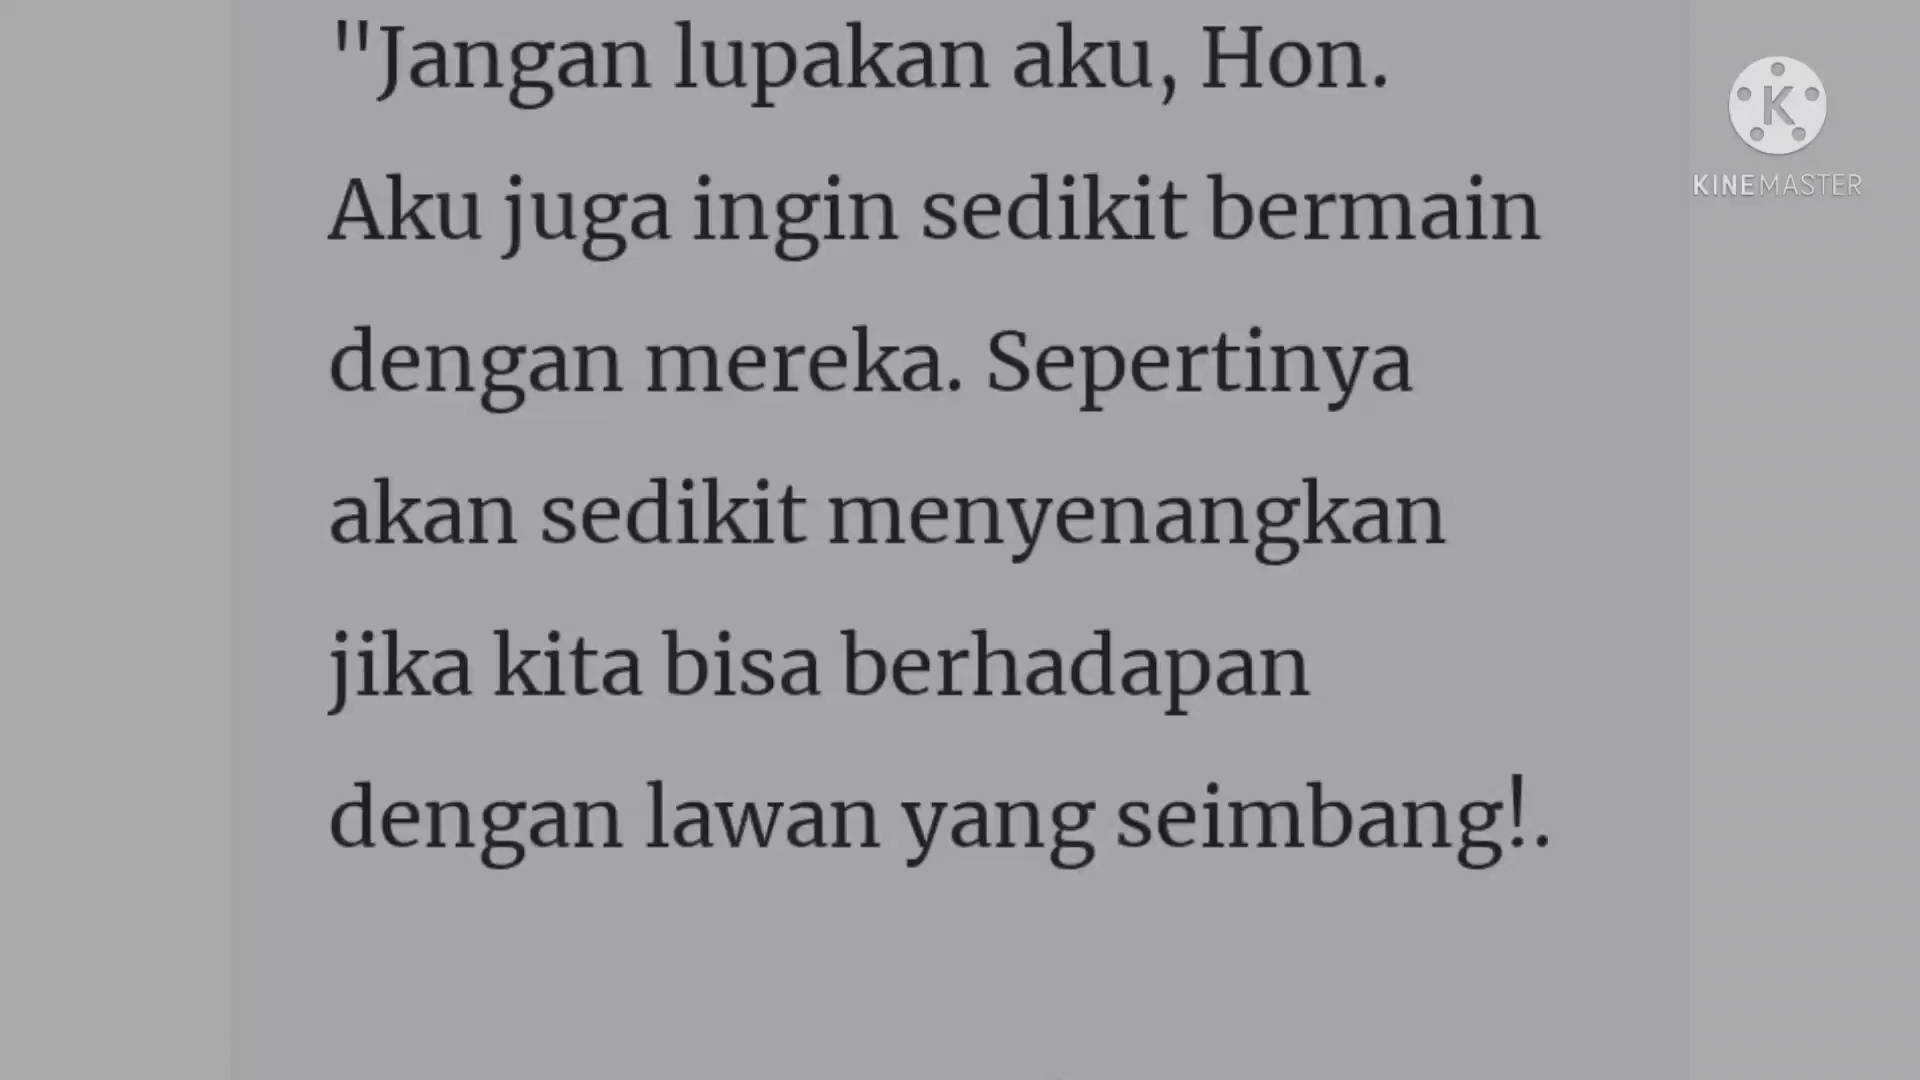 "Jangan lupakan aku, Hon.
Aku juga ingin sedikit bermain
dengan mereka. Sepertinya
akan sedikit menyenangkan
jika kita bisa berhadapan
dengan lawan yang seimbang!.
K
KINEMASTER